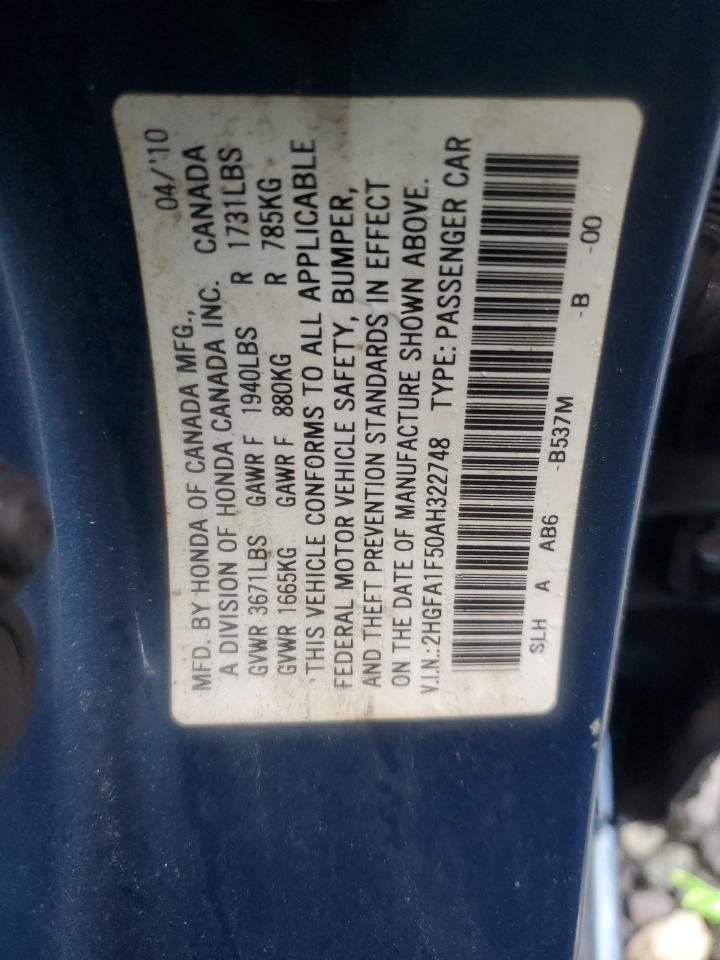 MFD. BY HONDA OF CANADA MFG., 04/'10
A DIVISION OF HONDA CANADA INC. CANADA
GVWR 3671LBS GAWR F 1940LBS R 1731LBS
GVWR 1665KG GAWR F 880KG R 785KG
THIS VEHICLE CONFORMS TO ALL APPLICABLE
FEDERAL MOTOR VEHICLE SAFETY, BUMPER,
AND THEFT PREVENTION STANDARDS IN EFFECT
ON THE DATE OF MANUFACTURE SHOWN ABOVE.
V.I.N.:2HGFA1F50AH322748 TYPE: PASSENGER CAR
SLH A AB6 -B537M -B -00